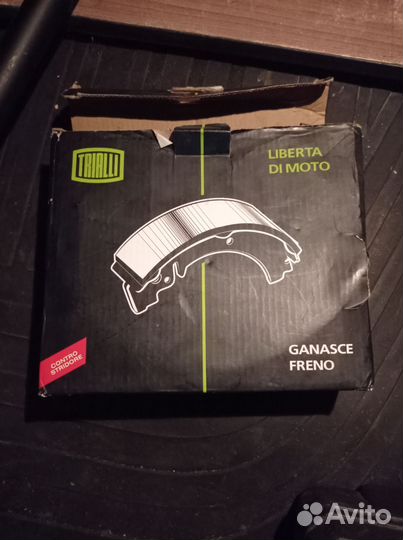 TRIALLI
LIBERTA
DI MOTO
CONTRO
STRIDORE
GANASCE
FRENO
Avito